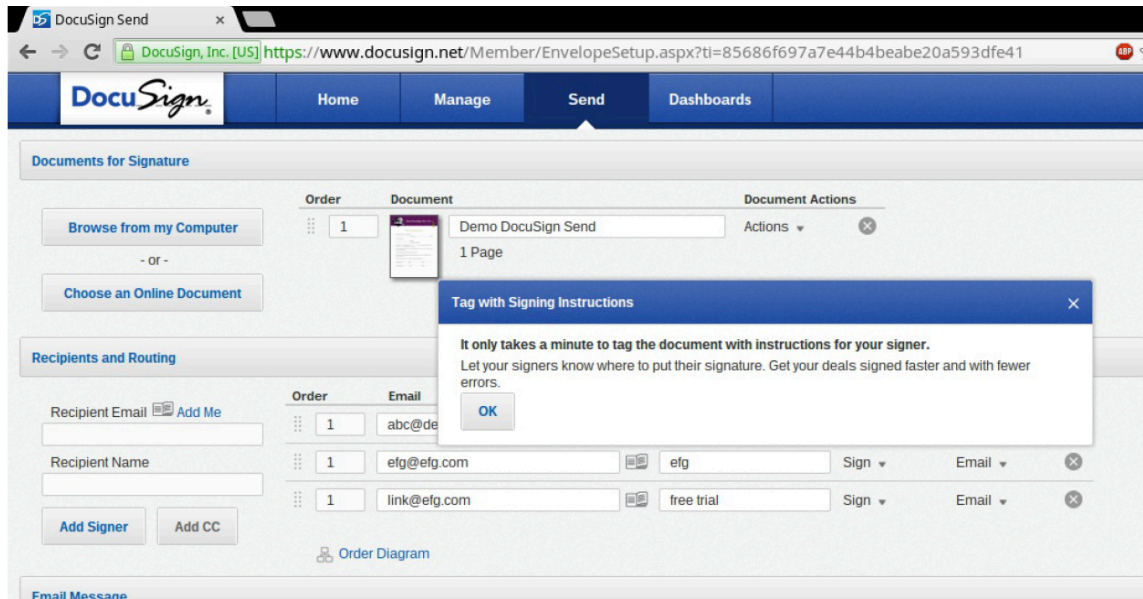 DocuSign Send
DocuSign, Inc. [US] https://www.docusign.net/Member/EnvelopeSetup.aspx?ti=85686f697a7e44b4beabe20a593dfe41 ABP
DocuSign Home Manage Send Dashboards
Documents for Signature
Order Document Document Actions
Browse from my Computer 1 Demo DocuSign Send Actions
- or - 1 Page
Choose an Online Document
Tag with Signing Instructions
It only takes a minute to tag the document with instructions for your signer.
Let your signers know where to put their signature. Get your deals signed faster and with fewer
errors.
OK
Recipients and Routing
Order Email
Recipient Email Add Me
1 abc@de
Recipient Name 1 efg@efg.com efg Sign Email
1 link@efg.com free trial Sign Email
Add Signer Add CC
Order Diagram
Email Message